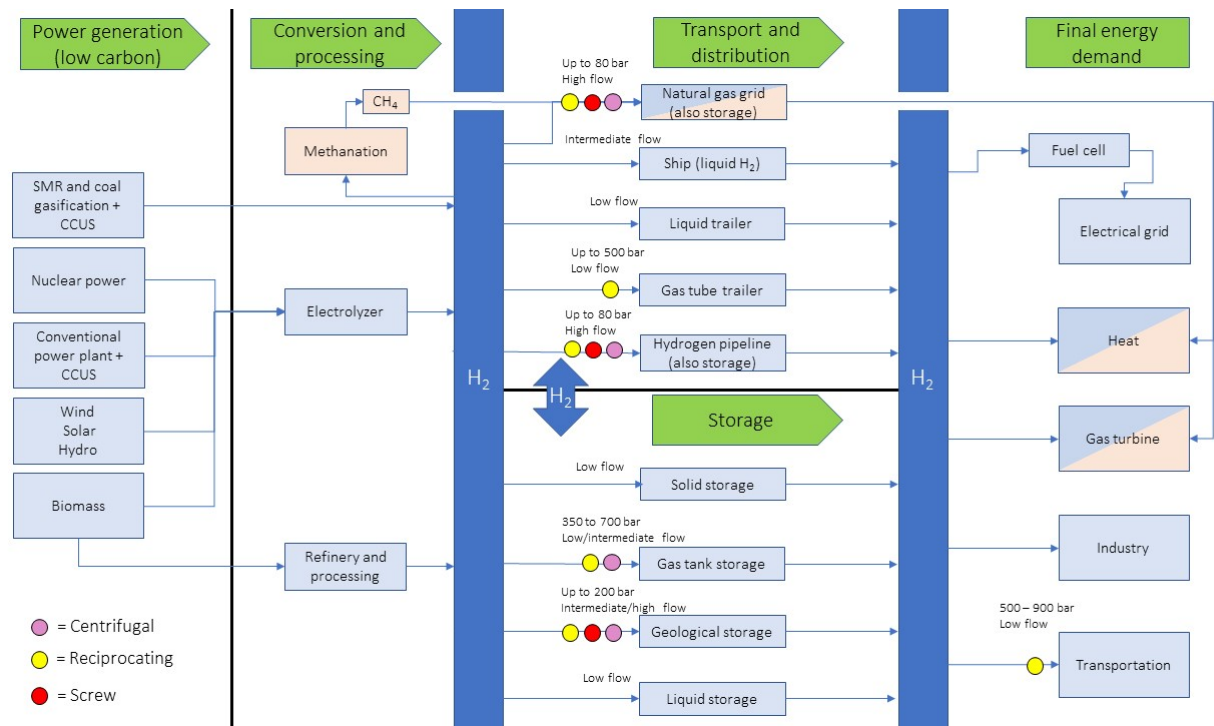 Power generation
(low carbon)
Conversion and
processing
Transport and
distribution
Final energy
demand
SMR and coal
gasification +
CCUS
Nuclear power
Conventional
power plant +
CCUS
Wind
Solar
Hydro
Biomass
= Centrifugal
= Reciprocating
= Screw
CH4
Methanation
Electrolyzer
Refinery and
processing
H2
Up to 80 bar
High flow
Natural gas grid
(also storage)
Intermediate flow
Ship (liquid H2)
Low flow
Liquid trailer
Up to 500 bar
Low flow
Gas tube trailer
Up to 80 bar
High flow
Hydrogen pipeline
(also storage)
H2
Storage
Low flow
Solid storage
350 to 700 bar
Low/intermediate flow
Gas tank storage
Up to 200 bar
Intermediate/high flow
Geological storage
Low flow
Liquid storage
H2
Fuel cell
Electrical grid
Heat
Gas turbine
Industry
500 – 900 bar
Low flow
Transportation